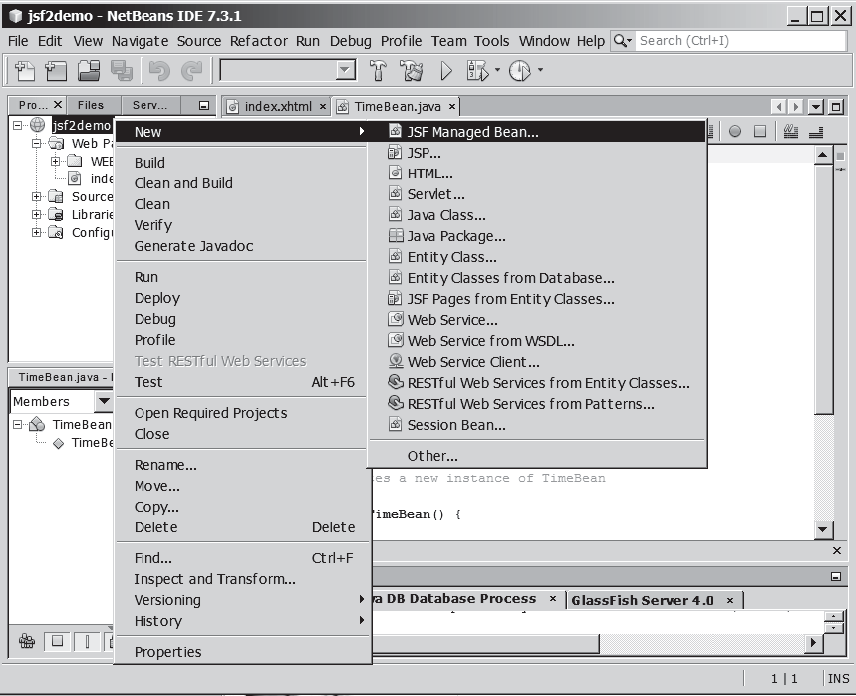 jsf2demo - NetBeans IDE 7.3.1
File Edit View Navigate Source Refactor Run Debug Profile Team Tools Window Help Search (Ctrl+I)
Pro... Files Serv... index.xhtml TimeBean.java
jsf2demo
Web P
WEB
inde
Source
Librarie
Config
New
Build
Clean and Build
Clean
Verify
Generate Javadoc
Run
Deploy
Debug
Profile
Test RESTful Web Services
Test Alt+F6
Open Required Projects
Close
Rename...
Move...
Copy...
Delete Delete
Find... Ctrl+F
Inspect and Transform...
Versioning
History
Properties
JSF Managed Bean...
JSP...
HTML...
Servlet...
Java Class...
Java Package...
Entity Class...
Entity Classes from Database...
JSF Pages from Entity Classes...
Web Service...
Web Service from WSDL...
Web Service Client...
RESTful Web Services from Entity Classes...
RESTful Web Services from Patterns...
Session Bean...
Other...
TimeBean.java -
Members
TimeBean
TimeBe
es a new instance of TimeBean
TimeBean() {
va DB Database Process GlassFish Server 4.0
1 | 1 INS